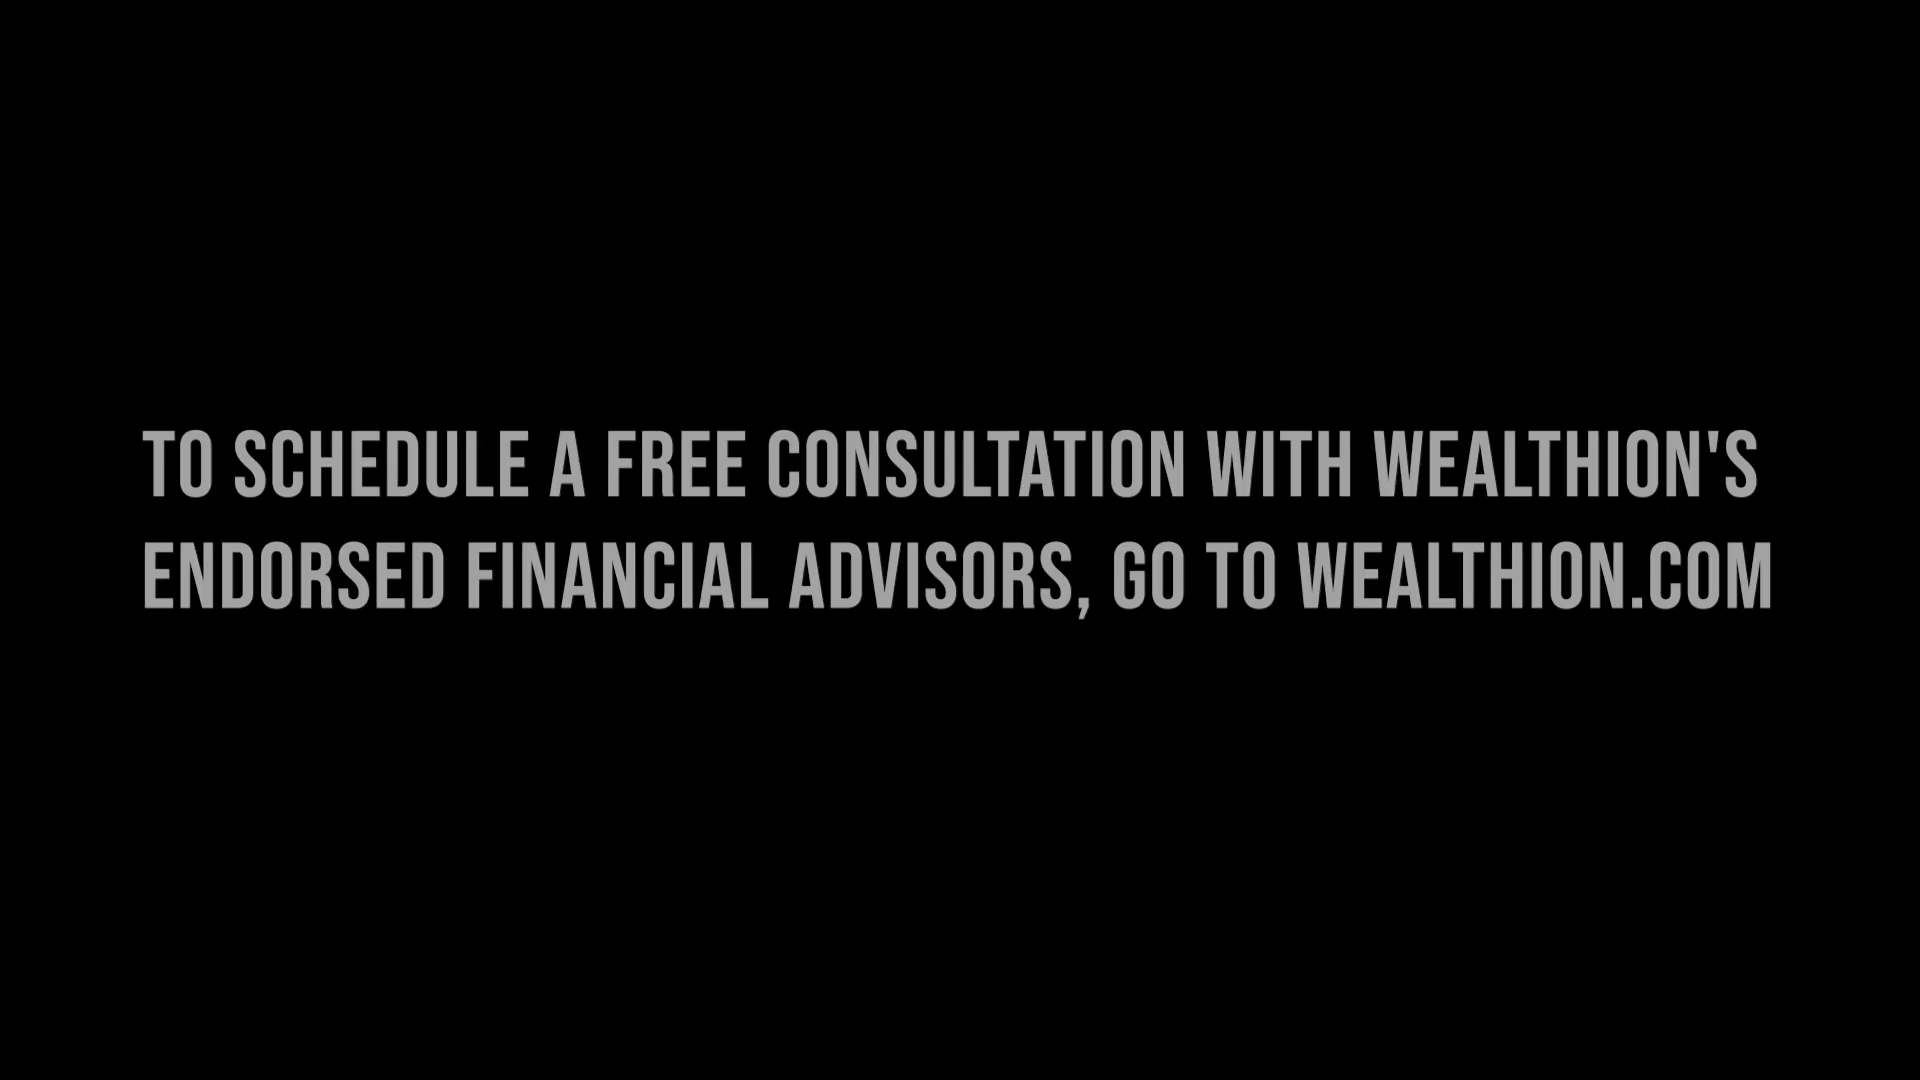 TO SCHEDULE A FREE CONSULTATION WITH WEALTHION'S
ENDORSED FINANCIAL ADVISORS, GO TO WEALTHION.COM